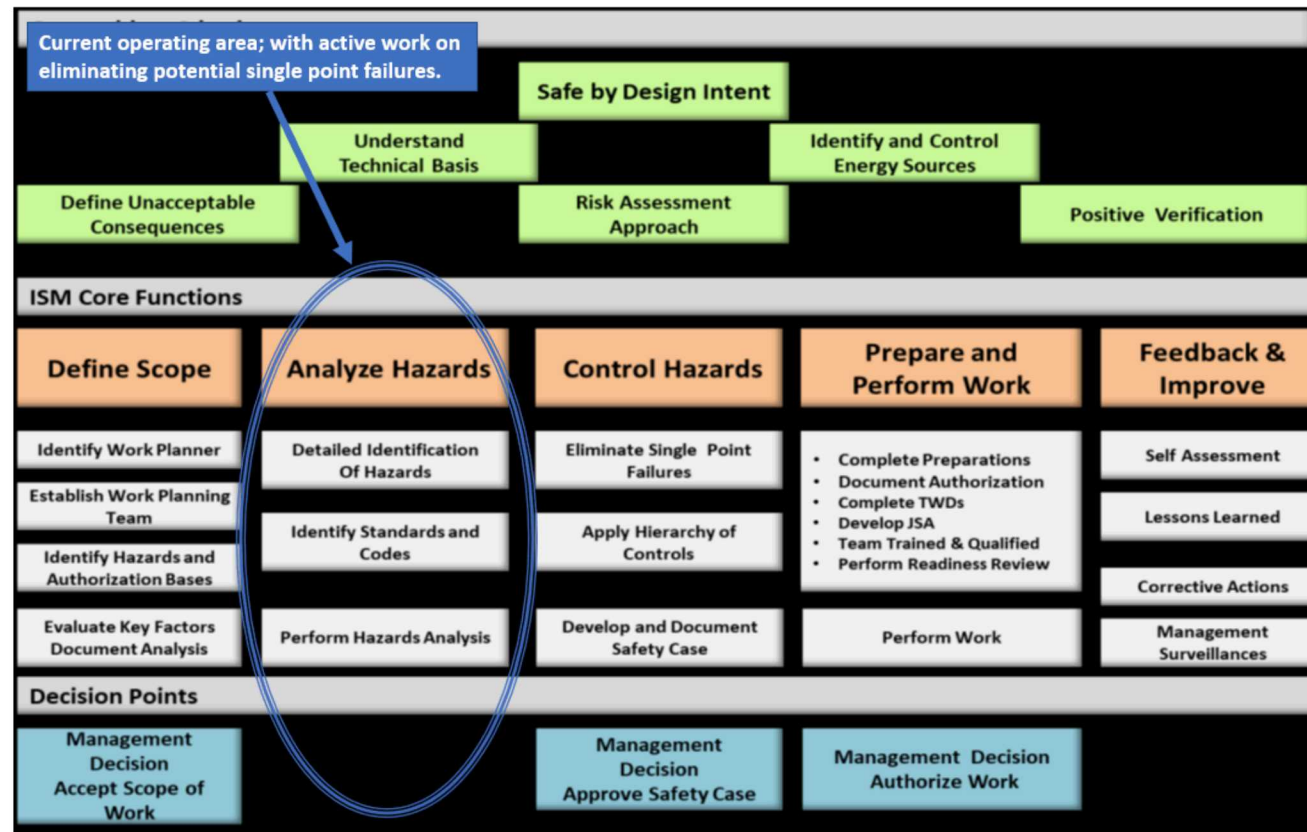 Current operating area; with active work on
eliminating potential single point failures.
Safe by Design Intent
Understand
Technical Basis
Identify and Control
Energy Sources
Define Unacceptable
Consequences
Risk Assessment
Approach
Positive Verification
ISM Core Functions
Define Scope
Analyze Hazards
Control Hazards
Prepare and
Perform Work
Feedback &
Improve
Identify Work Planner
Establish Work Planning
Team
Identify Hazards and
Authorization Bases
Evaluate Key Factors
Document Analysis
Detailed Identification
Of Hazards
Identify Standards and
Codes
Perform Hazards Analysis
Eliminate Single Point
Failures
Apply Hierarchy of
Controls
Develop and Document
Safety Case
• Complete Preparations
• Document Authorization
• Complete TWDs
• Develop JSA
• Team Trained & Qualified
• Perform Readiness Review
Perform Work
Self Assessment
Lessons Learned
Corrective Actions
Management
Surveillances
Decision Points
Management
Decision
Accept Scope of
Work
Management
Decision
Approve Safety Case
Management Decision
Authorize Work